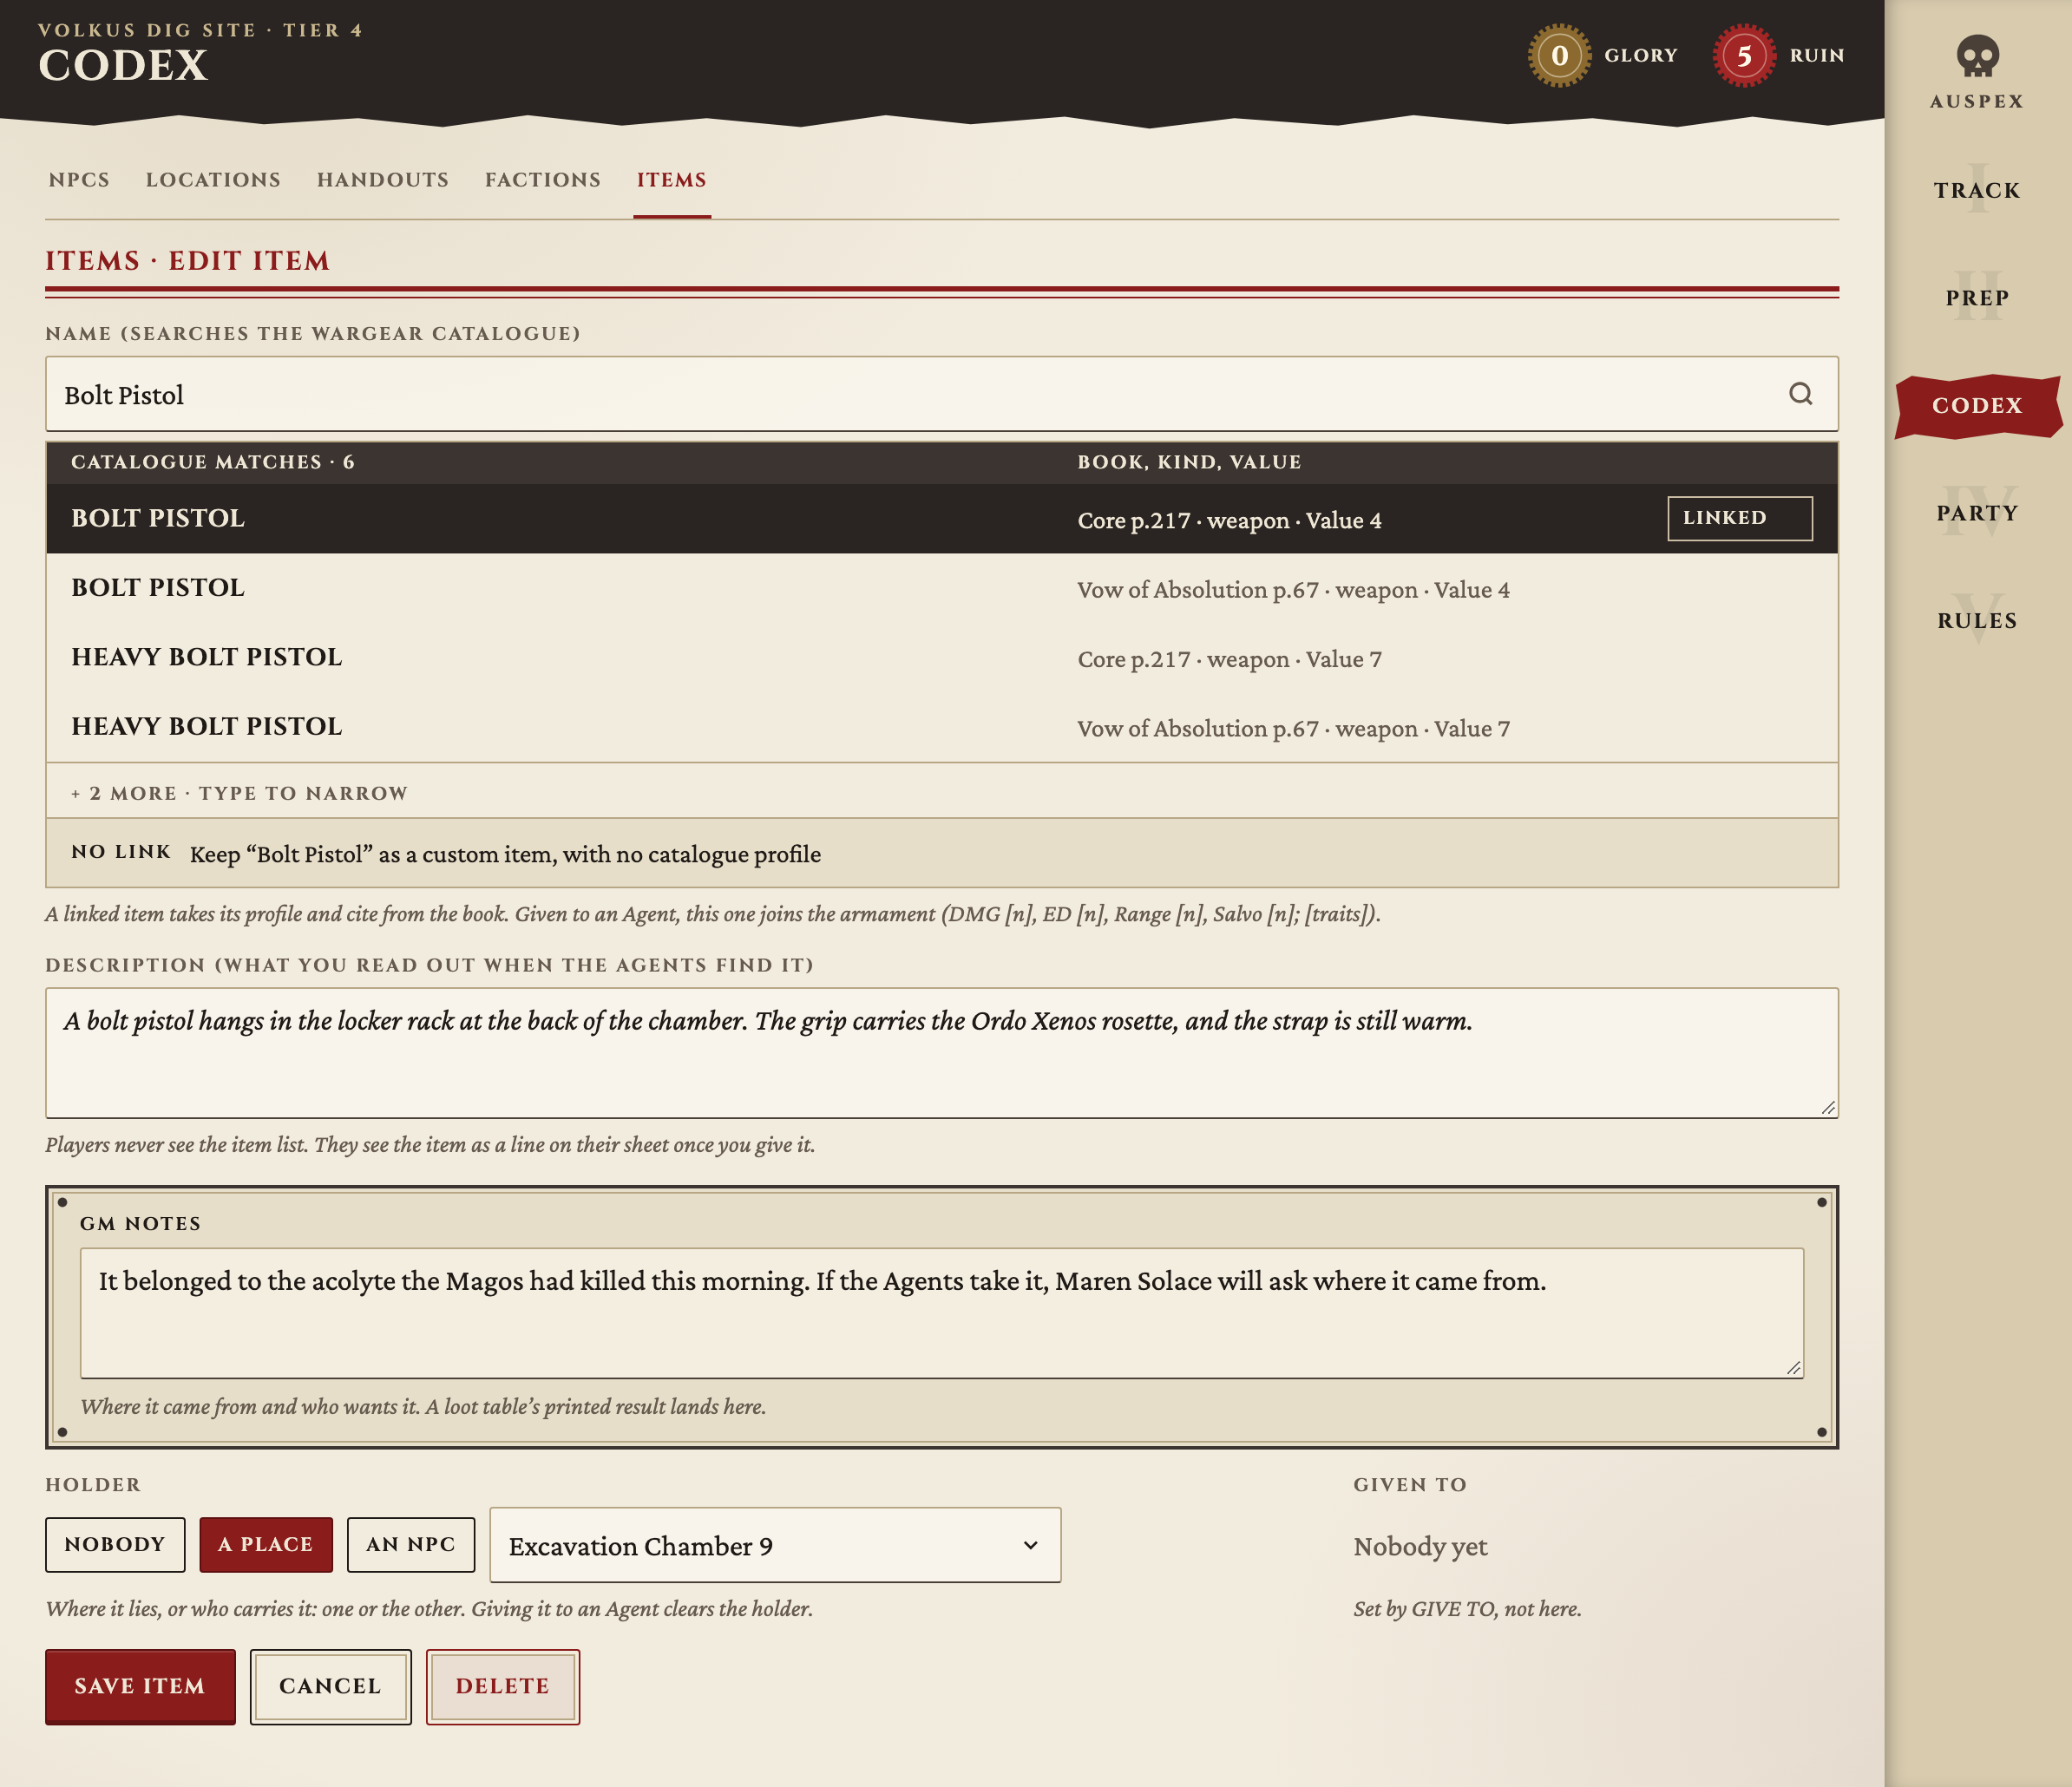 VOLKUS DIG SITE · TIER 4
CODEX
0 GLORY 5 RUIN
AUSPEX
I
TRACK
II
PREP
CODEX
IV
PARTY
V
RULES
NPCS LOCATIONS HANDOUTS FACTIONS ITEMS
ITEMS · EDIT ITEM
NAME (SEARCHES THE WARGEAR CATALOGUE)
Bolt Pistol
CATALOGUE MATCHES · 6 BOOK, KIND, VALUE
BOLT PISTOL Core p.217 · weapon · Value 4 LINKED
BOLT PISTOL Vow of Absolution p.67 · weapon · Value 4
HEAVY BOLT PISTOL Core p.217 · weapon · Value 7
HEAVY BOLT PISTOL Vow of Absolution p.67 · weapon · Value 7
+ 2 MORE · TYPE TO NARROW
NO LINK Keep “Bolt Pistol” as a custom item, with no catalogue profile
A linked item takes its profile and cite from the book. Given to an Agent, this one joins the armament (DMG [n], ED [n], Range [n], Salvo [n]; [traits]).
DESCRIPTION (WHAT YOU READ OUT WHEN THE AGENTS FIND IT)
A bolt pistol hangs in the locker rack at the back of the chamber. The grip carries the Ordo Xenos rosette, and the strap is still warm.
Players never see the item list. They see the item as a line on their sheet once you give it.
GM NOTES
It belonged to the acolyte the Magos had killed this morning. If the Agents take it, Maren Solace will ask where it came from.
Where it came from and who wants it. A loot table’s printed result lands here.
HOLDER GIVEN TO
NOBODY A PLACE AN NPC Excavation Chamber 9 Nobody yet
Where it lies, or who carries it: one or the other. Giving it to an Agent clears the holder. Set by GIVE TO, not here.
SAVE ITEM CANCEL DELETE